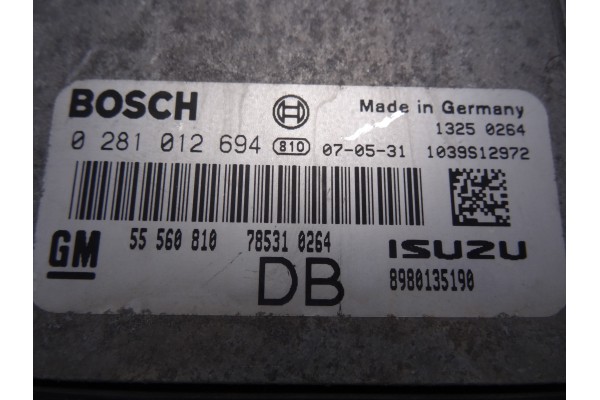 BOSCH Made in Germany
1325 0264
0 281 012 694 810 07-05-31 1039S12972
GM 55 560 810 78531 0264 ISUZU
DB 8980135190